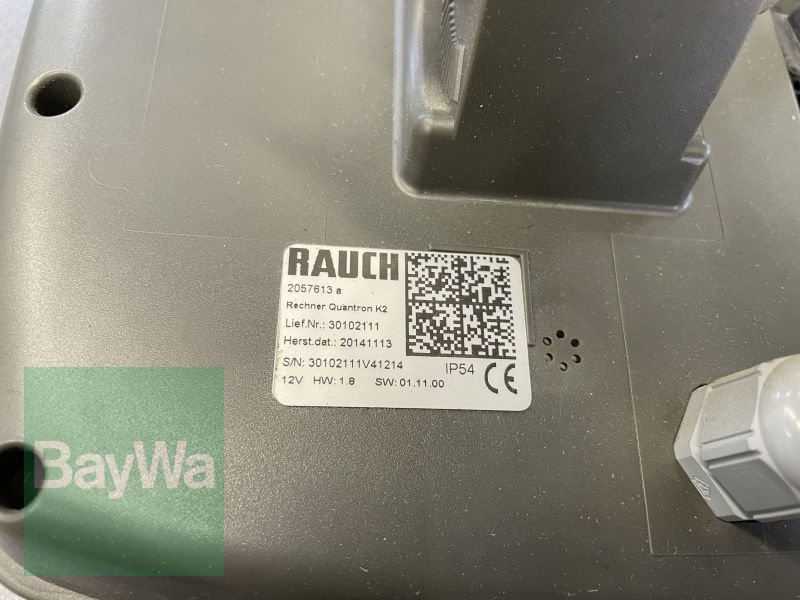 RAUCH
2057613 a
Rechner Quantron K2
Lief.Nr.: 30102111
Herst.dat.: 20141113
S/N: 30102111V41214 IP54 CE
12V HW: 1.8 SW: 01.11.00
BayWa